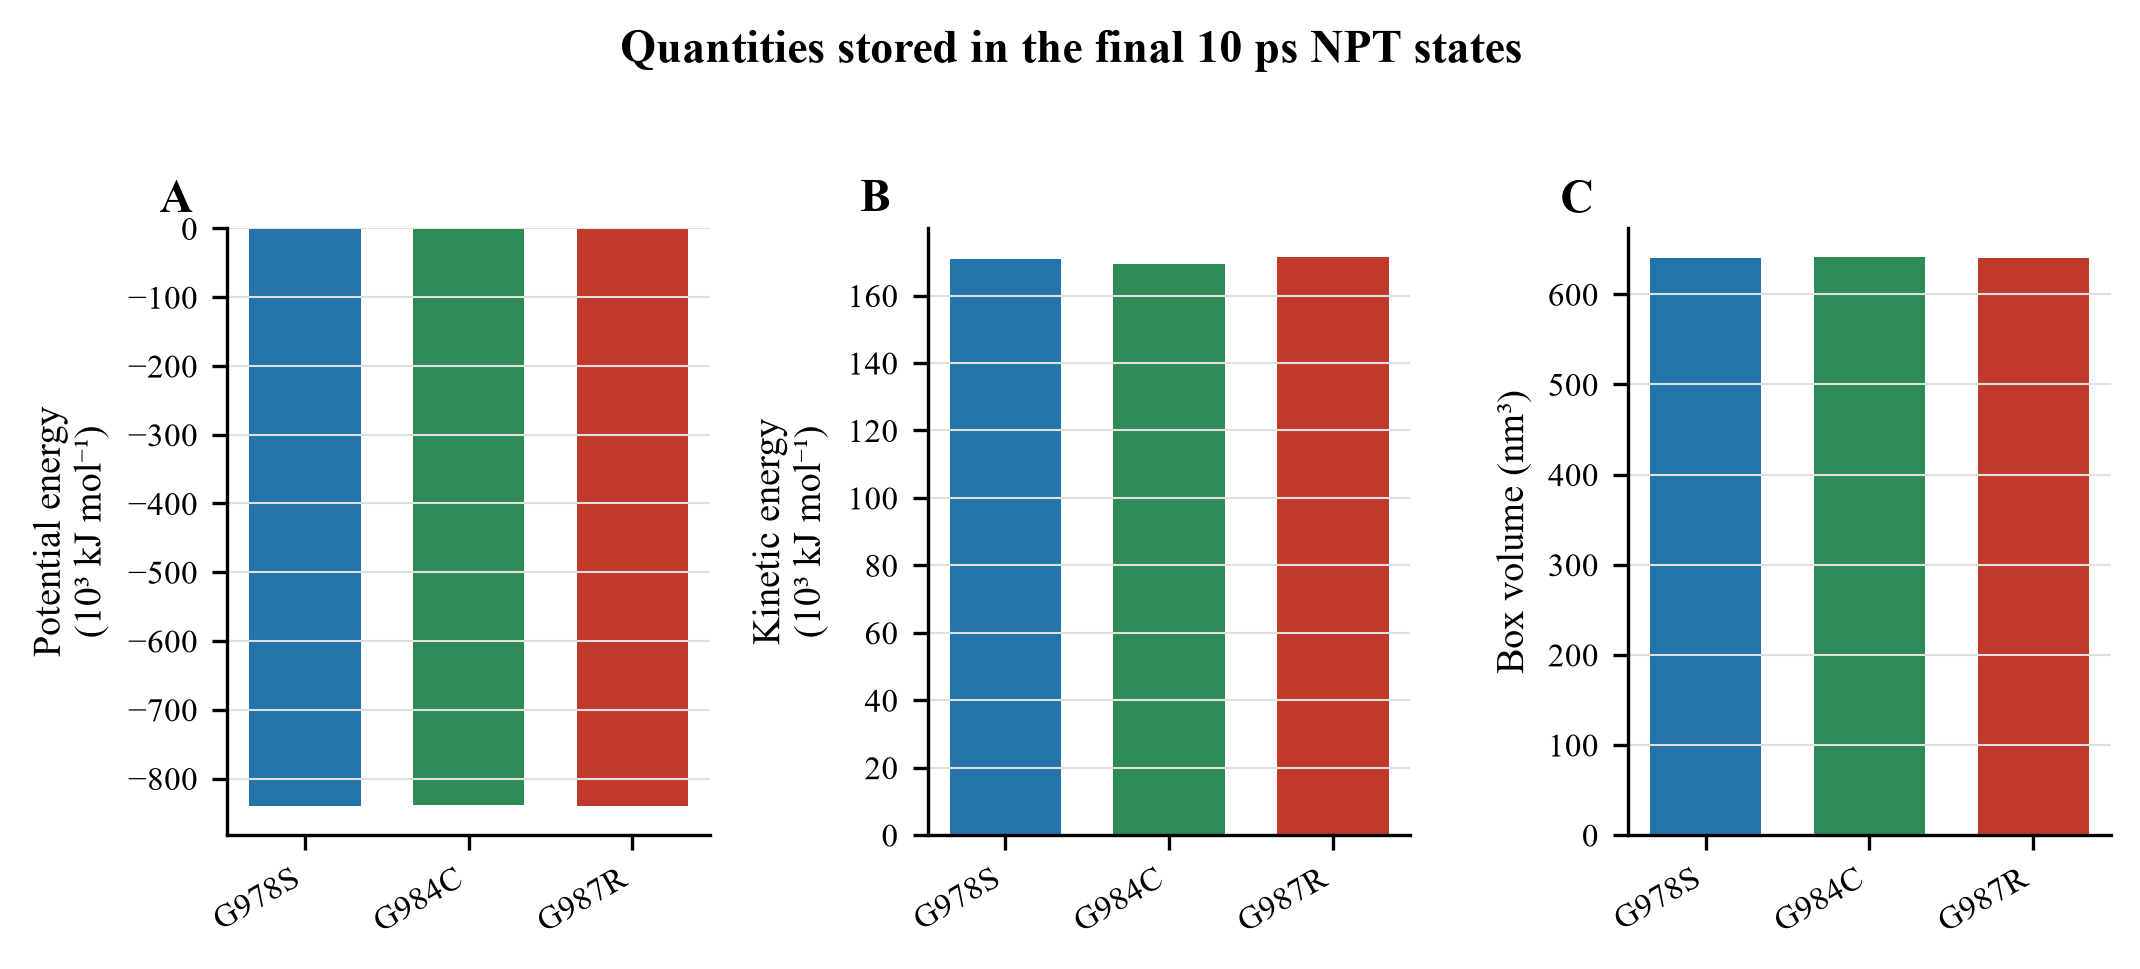 Quantities stored in the final 10 ps NPT states
A
Potential energy
(10³ kJ mol⁻¹)
0
−100
−200
−300
−400
−500
−600
−700
−800
G978S
G984C
G987R
B
Kinetic energy
(10³ kJ mol⁻¹)
160
140
120
100
80
60
40
20
0
G978S
G984C
G987R
C
Box volume (nm³)
600
500
400
300
200
100
0
G978S
G984C
G987R